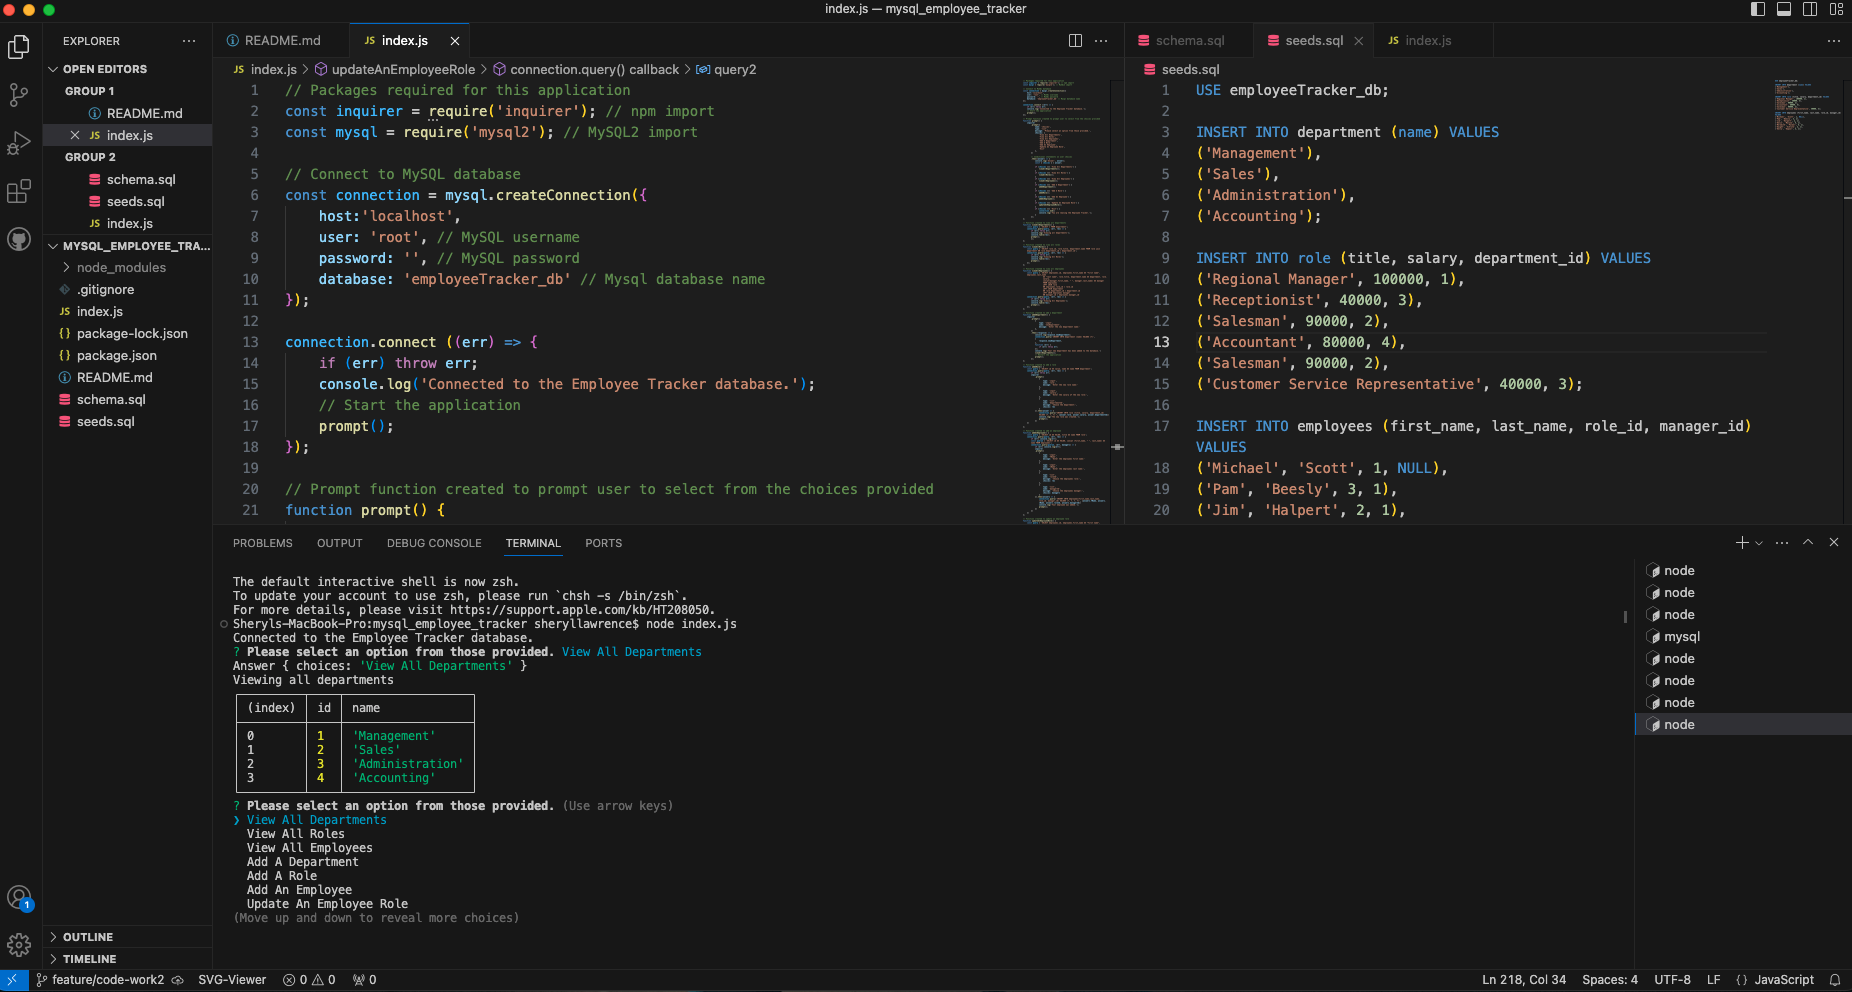 index.js — mysql_employee_tracker
EXPLORER
OPEN EDITORS
GROUP 1
README.md
JS index.js
GROUP 2
schema.sql
seeds.sql
JS index.js
MYSQL_EMPLOYEE_TRA...
node_modules
.gitignore
JS index.js
{} package-lock.json
{} package.json
README.md
schema.sql
seeds.sql
OUTLINE
TIMELINE
README.md
JS index.js
JS index.js > updateAnEmployeeRole > connection.query() callback > query2
1 // Packages required for this application
2 const inquirer = require('inquirer'); // npm import
3 const mysql = require('mysql2'); // MySQL2 import
4
5 // Connect to MySQL database
6 const connection = mysql.createConnection({
7 host:'localhost',
8 user: 'root', // MySQL username
9 password: '', // MySQL password
10 database: 'employeeTracker_db' // Mysql database name
11 });
12
13 connection.connect ((err) => {
14 if (err) throw err;
15 console.log('Connected to the Employee Tracker database.');
16 // Start the application
17 prompt();
18 });
19
20 // Prompt function created to prompt user to select from the choices provided
21 function prompt() {
schema.sql
seeds.sql
JS index.js
seeds.sql
1 USE employeeTracker_db;
2
3 INSERT INTO department (name) VALUES
4 ('Management'),
5 ('Sales'),
6 ('Administration'),
7 ('Accounting');
8
9 INSERT INTO role (title, salary, department_id) VALUES
10 ('Regional Manager', 100000, 1),
11 ('Receptionist', 40000, 3),
12 ('Salesman', 90000, 2),
13 ('Accountant', 80000, 4),
14 ('Salesman', 90000, 2),
15 ('Customer Service Representative', 40000, 3);
16
17 INSERT INTO employees (first_name, last_name, role_id, manager_id)
VALUES
18 ('Michael', 'Scott', 1, NULL),
19 ('Pam', 'Beesly', 3, 1),
20 ('Jim', 'Halpert', 2, 1),
PROBLEMS OUTPUT DEBUG CONSOLE TERMINAL PORTS
The default interactive shell is now zsh.
To update your account to use zsh, please run `chsh -s /bin/zsh`.
For more details, please visit https://support.apple.com/kb/HT208050.
Sheryls-MacBook-Pro:mysql_employee_tracker sheryllawrence$ node index.js
Connected to the Employee Tracker database.
? Please select an option from those provided. View All Departments
Answer { choices: 'View All Departments' }
Viewing all departments
(index) id name
0 1 'Management'
1 2 'Sales'
2 3 'Administration'
3 4 'Accounting'
? Please select an option from those provided. (Use arrow keys)
❯ View All Departments
View All Roles
View All Employees
Add A Department
Add A Role
Add An Employee
Update An Employee Role
(Move up and down to reveal more choices)
node
node
node
mysql
node
node
node
node
1
feature/code-work2 SVG-Viewer 0 0 0
Ln 218, Col 34 Spaces: 4 UTF-8 LF {} JavaScript